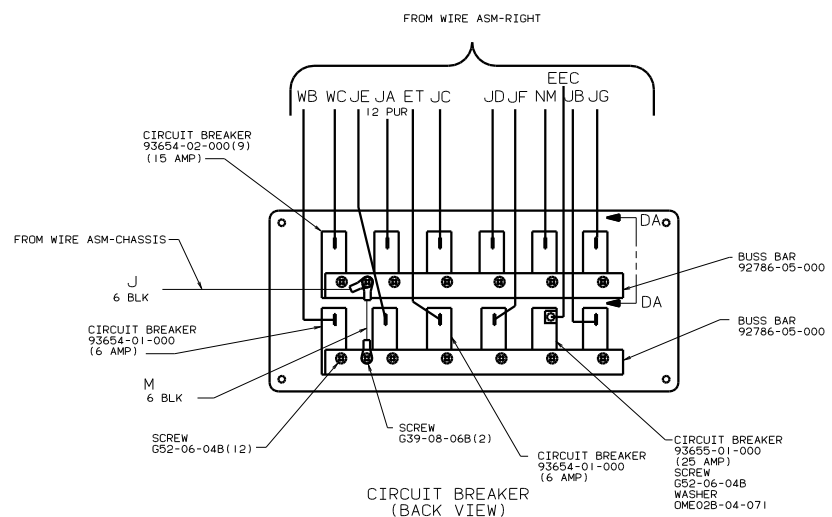 FROM WIRE ASM-RIGHT
EEC
WB WC JE JA ET JC JD JF NM JB JG
12 PUR
CIRCUIT BREAKER
93654-02-000(9)
(15 AMP)
DA
FROM WIRE ASM-CHASSIS
BUSS BAR
92786-05-000
J
6 BLK
DA
CIRCUIT BREAKER
93654-01-000
(6 AMP)
BUSS BAR
92786-05-000
M
6 BLK
SCREW
G52-06-04B(12)
SCREW
G39-08-06B(2)
CIRCUIT BREAKER
93654-01-000
(6 AMP)
CIRCUIT BREAKER
93655-01-000
(25 AMP)
SCREW
G52-06-04B
WASHER
OME02B-04-071
CIRCUIT BREAKER
(BACK VIEW)